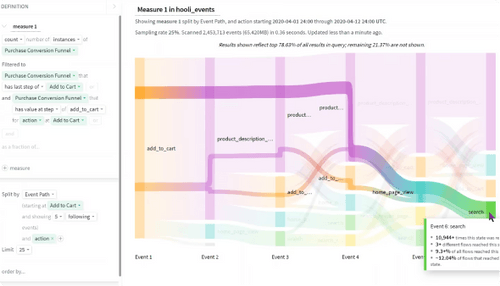 DEFINITION
measure 1
count number of instances of
Purchase Conversion Funnel
Filtered to
Purchase Conversion Funnel that
has last step of Add to Cart
and Purchase Conversion Funnel
has value at step of add_to_cart
for action at Add to Cart
as a fraction of...
measure
Split by Event Path
starting at Add to Cart
and showing 5 following
event(s)
and action
Limit 25
order by...
Measure 1 in hooli_events
Showing measure 1 split by Event Path, and action starting 2020-04-01 24:00 through 2020-04-12 24:00 UTC.
Sampling rate 25%. Scanned 2,453,713 events (65.42MB) in 0.36 seconds. Updated less than a minute ago.
Results shown reflect top 78.63% of all results in query; remaining 21.37% are not shown.
product...
product...
product_description_...
add_to_cart
add_to_...
add_to_...
home_page_view
search
Event 1
Event 2
Event 3
Event 4
Event 6: search
10,944+ times this state was
3+ different flows reached this
9.3+% of all flows reached this
~12.04% of flows that reached
state.